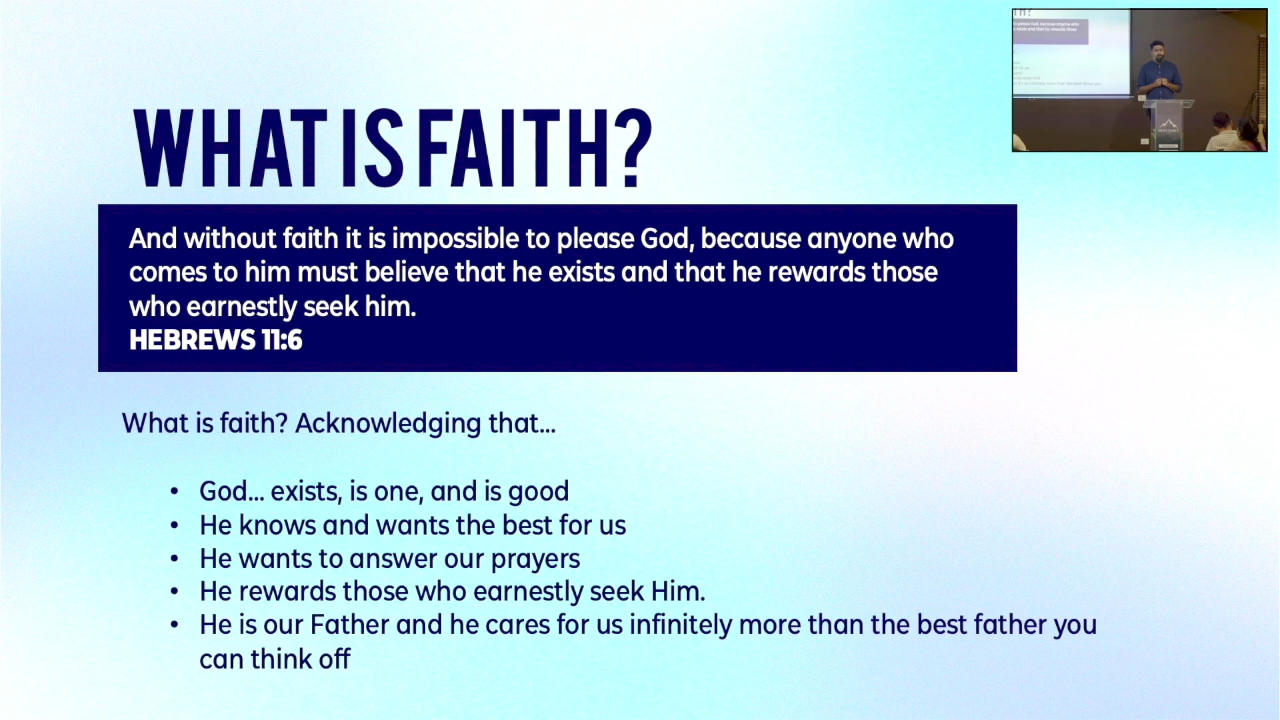 WHAT IS FAITH?
And without faith it is impossible to please God, because anyone who
comes to him must believe that he exists and that he rewards those
who earnestly seek him.
HEBREWS 11:6
What is faith? Acknowledging that...
• God... exists, is one, and is good
• He knows and wants the best for us
• He wants to answer our prayers
• He rewards those who earnestly seek Him.
• He is our Father and he cares for us infinitely more than the best father you
can think off